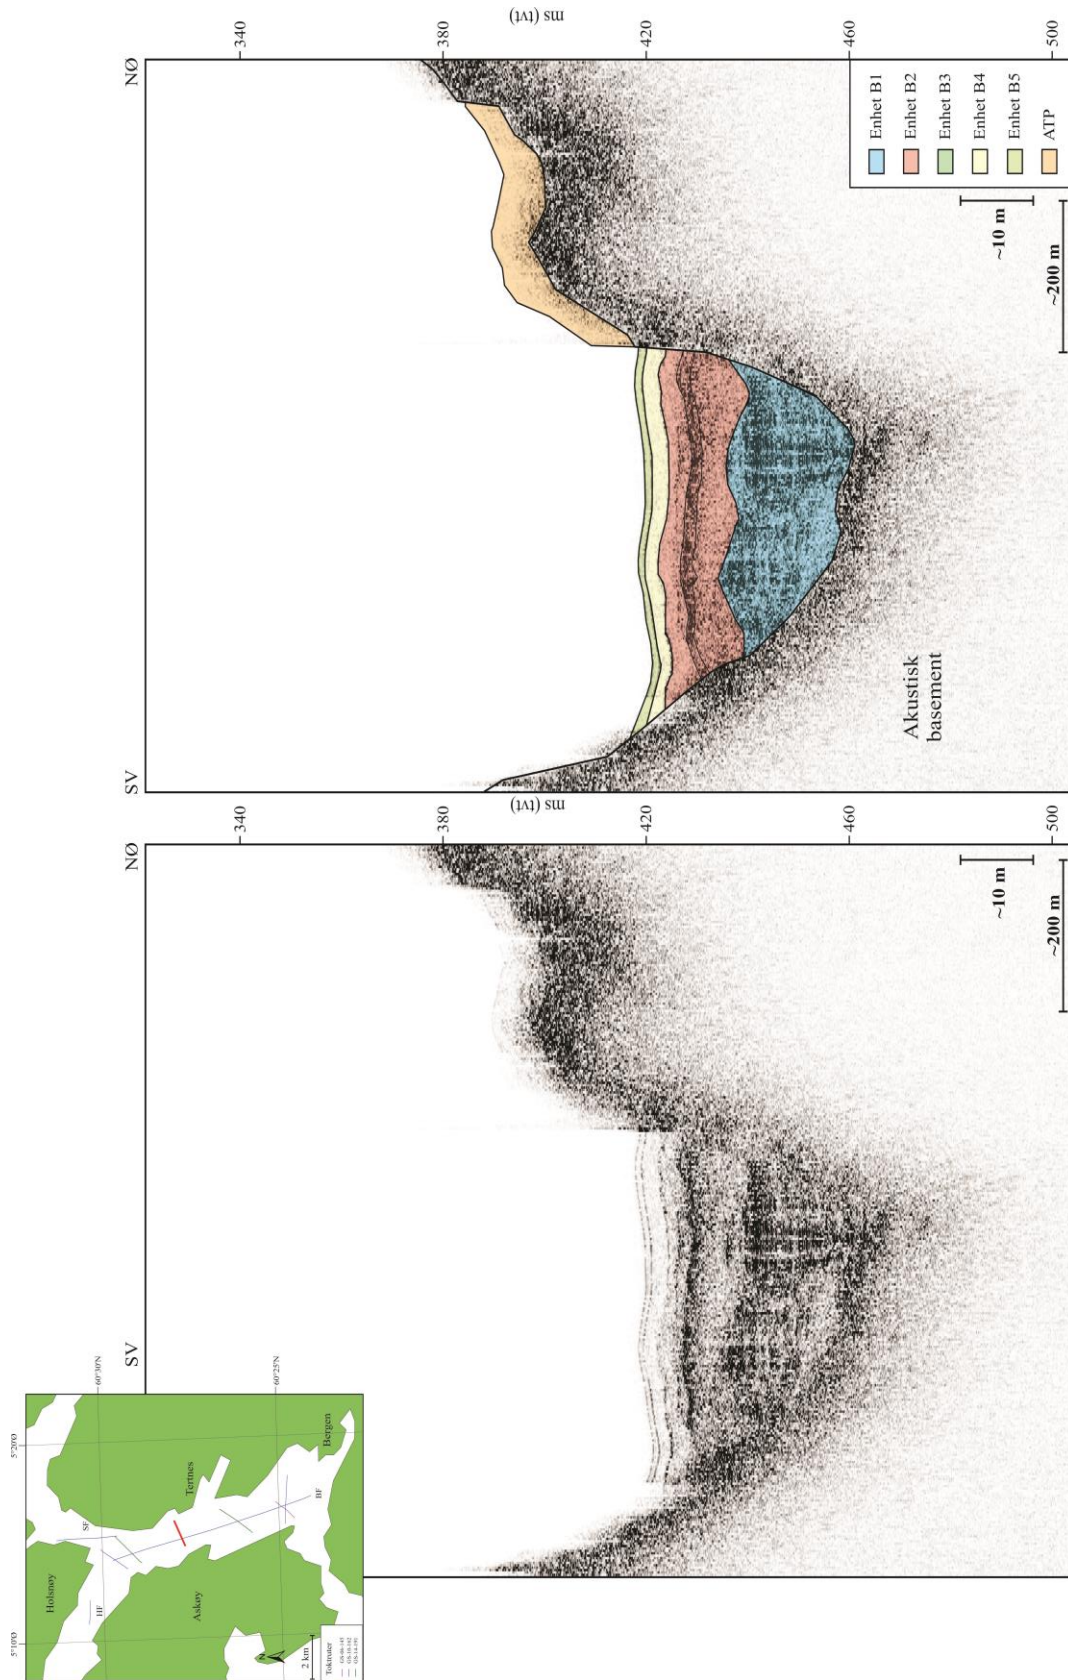 SV
NØ
ms (tvt)
340
380
420
460
500
Akustisk
basement
Enhet B1
Enhet B2
Enhet B3
Enhet B4
Enhet B5
ATP
~10 m
~200 m
SV
NØ
ms (tvt)
340
380
420
460
500
~10 m
~200 m
5°10'Ø
5°20'Ø
60°30'N
60°25'N
Holsnøy
SF
HF
Tertnes
Askøy
BF
Bergen
N
2 km
Toktruter